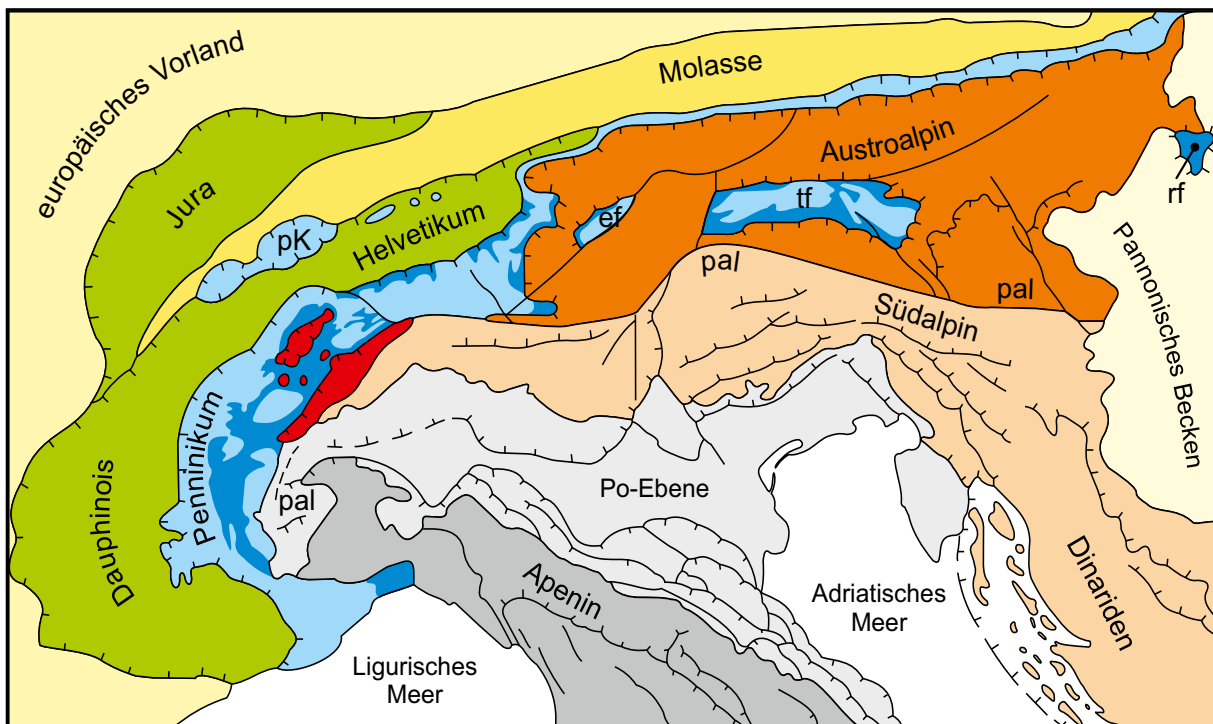 europäisches Vorland
Molasse
Jura
Austroalpin
pK
Helvetikum
ef
tf
rf
pal
pal
Südalpin
Pannonisches Becken
Penninikum
Dauphinois
pal
Po-Ebene
Apenin
Adriatisches
Meer
Dinariden
Ligurisches
Meer